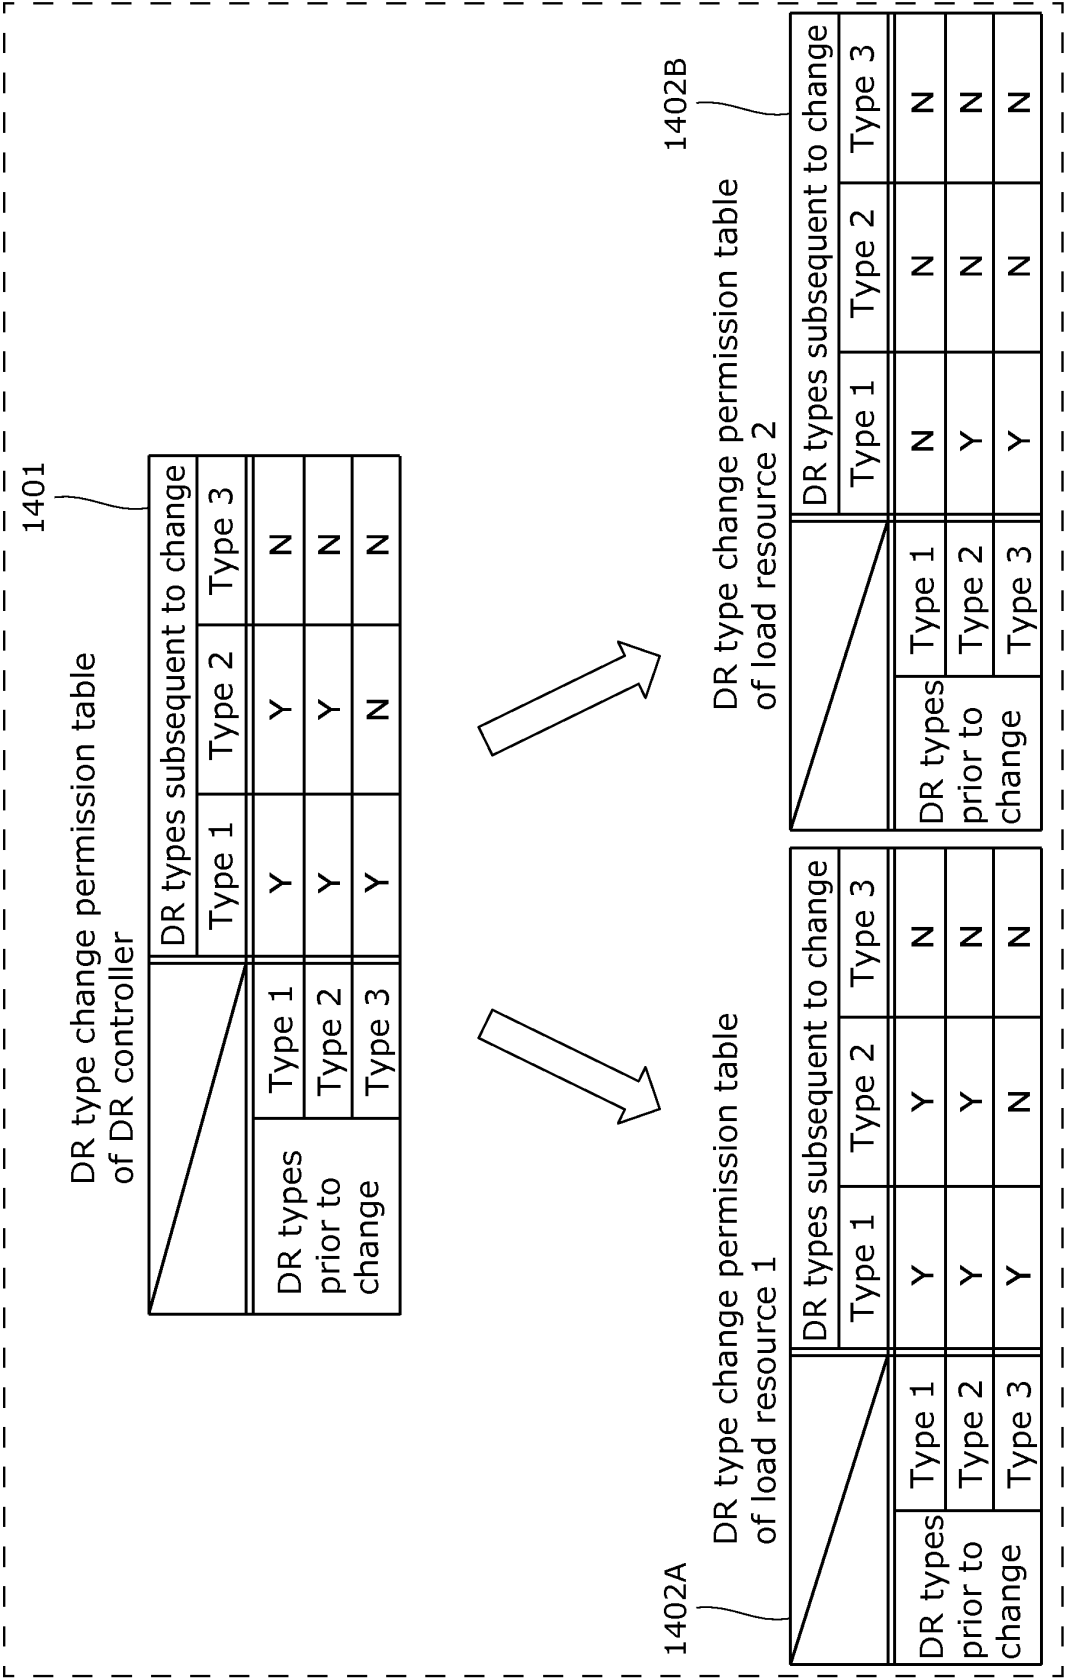 1401
DR type change permission table
of DR controller
DR types subsequent to change
Type 1 Type 2 Type 3
DR types
prior to
change
Type 1 Y Y N
Type 2 Y Y N
Type 3 Y N N
1402A
DR type change permission table
of load resource 1
DR types subsequent to change
Type 1 Type 2 Type 3
DR types
prior to
change
Type 1 Y Y N
Type 2 Y Y N
Type 3 Y N N
1402B
DR type change permission table
of load resource 2
DR types subsequent to change
Type 1 Type 2 Type 3
DR types
prior to
change
Type 1 N N N
Type 2 Y N N
Type 3 Y N N